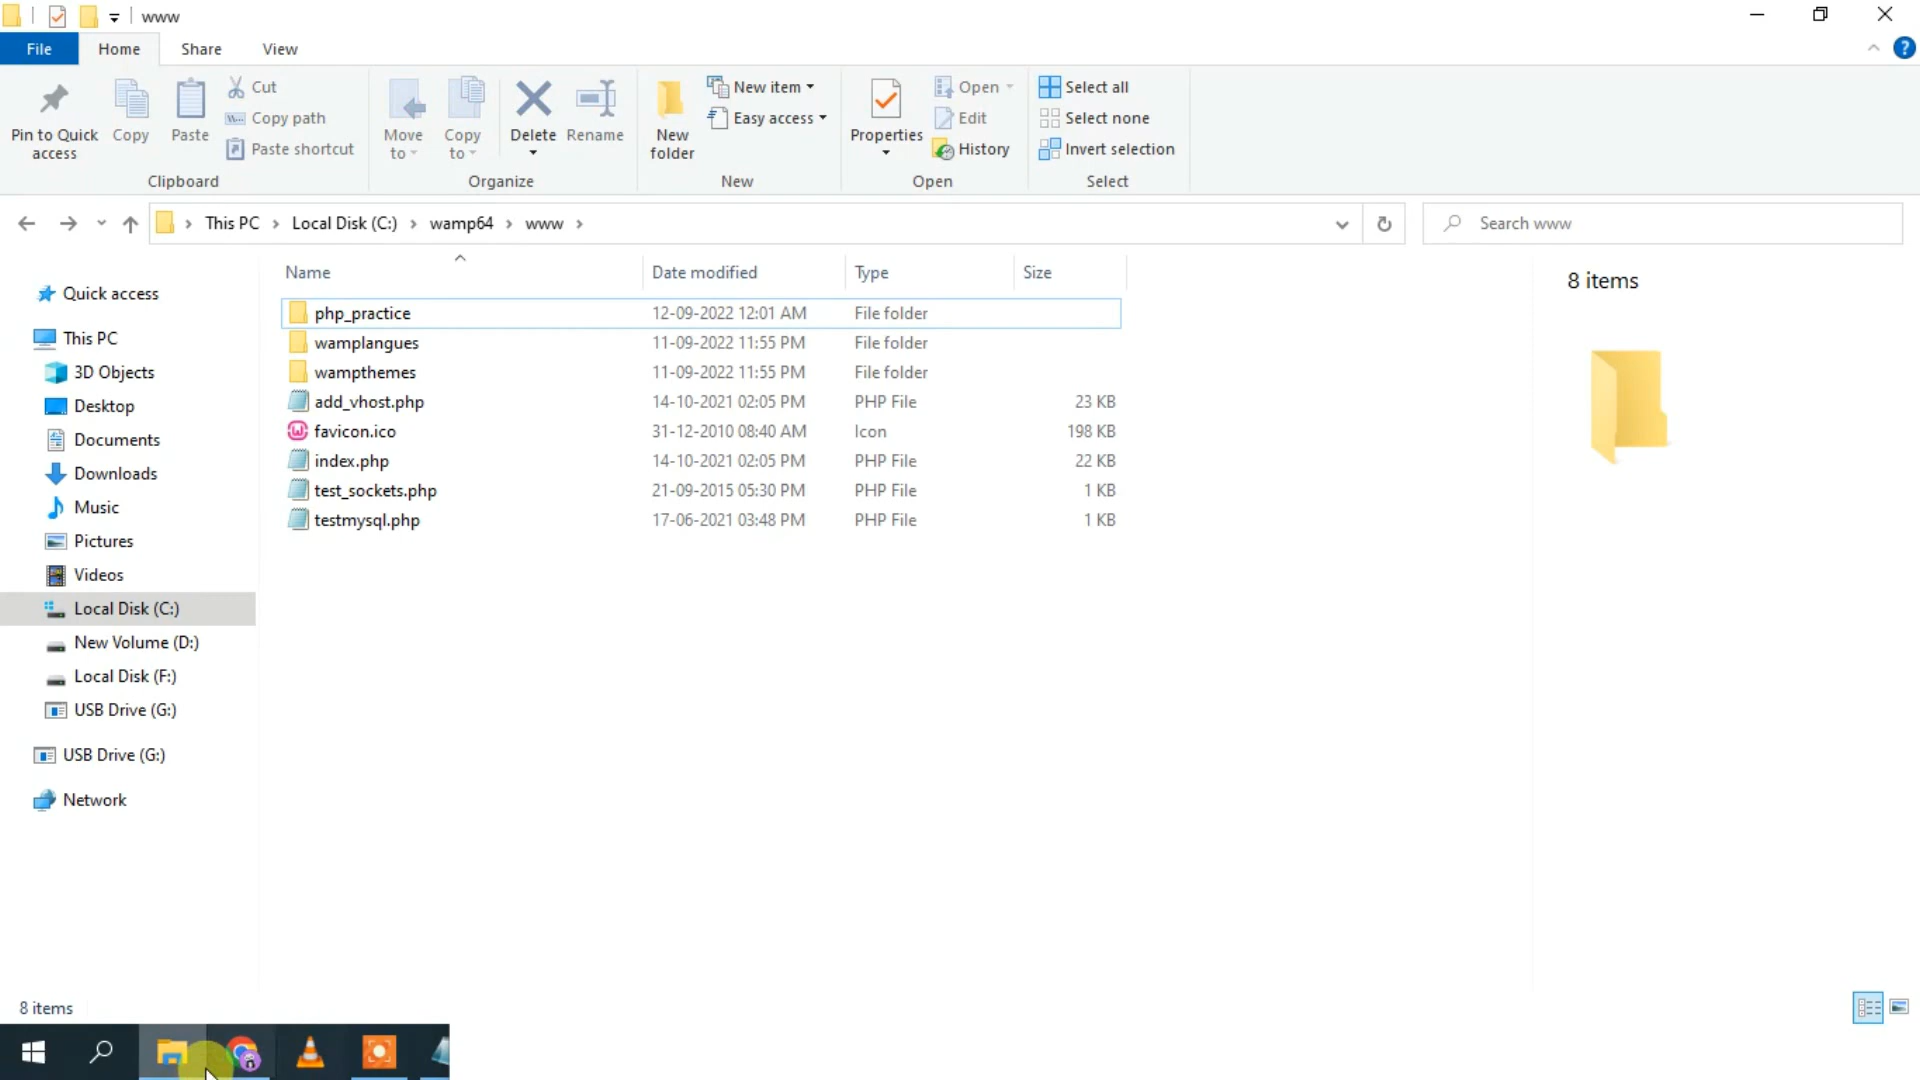 www
File Home Share View
Pin to Quick access
Copy
Paste
Cut
Copy path
Paste shortcut
Clipboard
Move to
Copy to
Delete
Rename
Organize
New folder
New item
Easy access
New
Properties
Open
Edit
History
Open
Select all
Select none
Invert selection
Select
This PC Local Disk (C:) wamp64 www
Search www
Quick access
This PC
3D Objects
Desktop
Documents
Downloads
Music
Pictures
Videos
Local Disk (C:)
New Volume (D:)
Local Disk (F:)
USB Drive (G:)
USB Drive (G:)
Network
Name Date modified Type Size
php_practice 12-09-2022 12:01 AM File folder
wamplangues 11-09-2022 11:55 PM File folder
wampthemes 11-09-2022 11:55 PM File folder
add_vhost.php 14-10-2021 02:05 PM PHP File 23 KB
favicon.ico 31-12-2010 08:40 AM Icon 198 KB
index.php 14-10-2021 02:05 PM PHP File 22 KB
test_sockets.php 21-09-2015 05:30 PM PHP File 1 KB
testmysql.php 17-06-2021 03:48 PM PHP File 1 KB
8 items
8 items